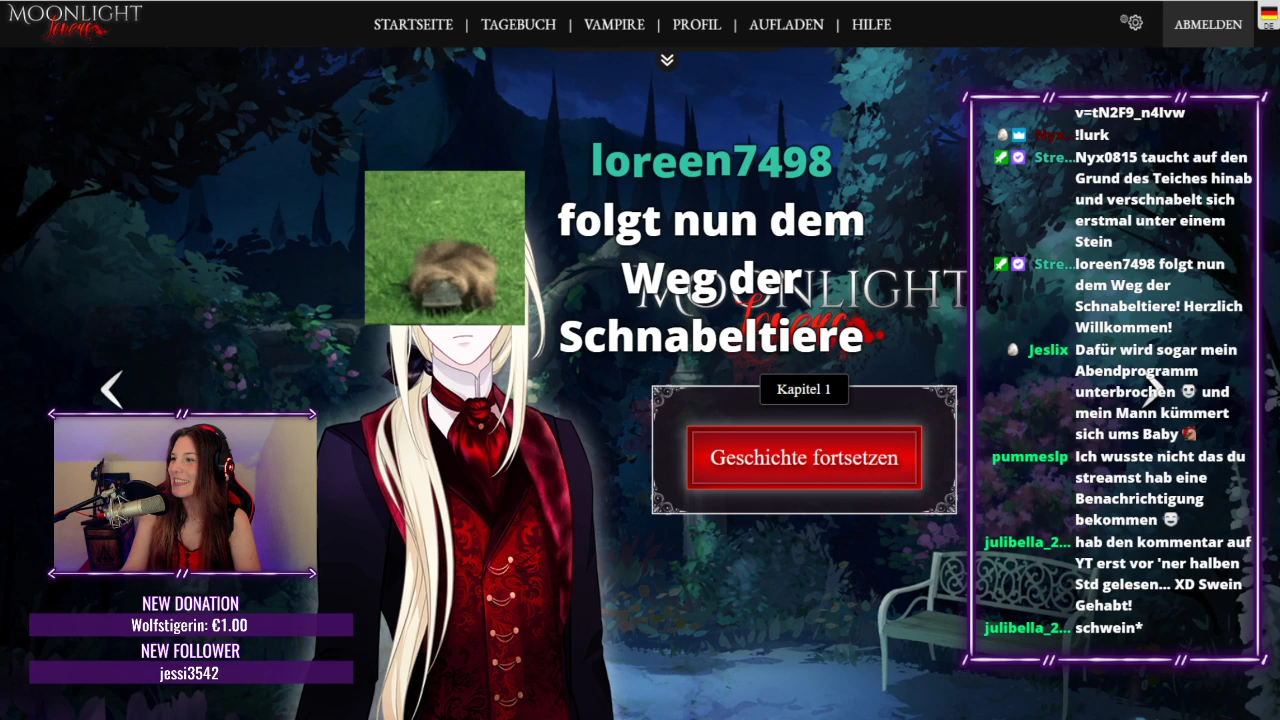 MOONLIGHT
Lovers
STARTSEITE | TAGEBUCH | VAMPIRE | PROFIL | AUFLADEN | HILFE
ABMELDEN
DE
loreen7498
folgt nun dem
Weg der
Schnabeltiere
MOONLIGHT
Lovers
Kapitel 1
Geschichte fortsetzen
NEW DONATION
Wolfstigerin: €1.00
NEW FOLLOWER
jessi3542
v=tN2F9_n4lvw
Nyx... !lurk
Stre... Nyx0815 taucht auf den
Grund des Teiches hinab
und verschnabelt sich
erstmal unter einem
Stein
Stre... loreen7498 folgt nun
dem Weg der
Schnabeltiere! Herzlich
Willkommen!
Jeslix Dafür wird sogar mein
Abendprogramm
unterbrochen und
mein Mann kümmert
sich ums Baby
pummeslp Ich wusste nicht das du
streamst hab eine
Benachrichtigung
bekommen
julibella_2... hab den kommentar auf
YT erst vor 'ner halben
Std gelesen... XD Swein
Gehabt!
julibella_2... schwein*